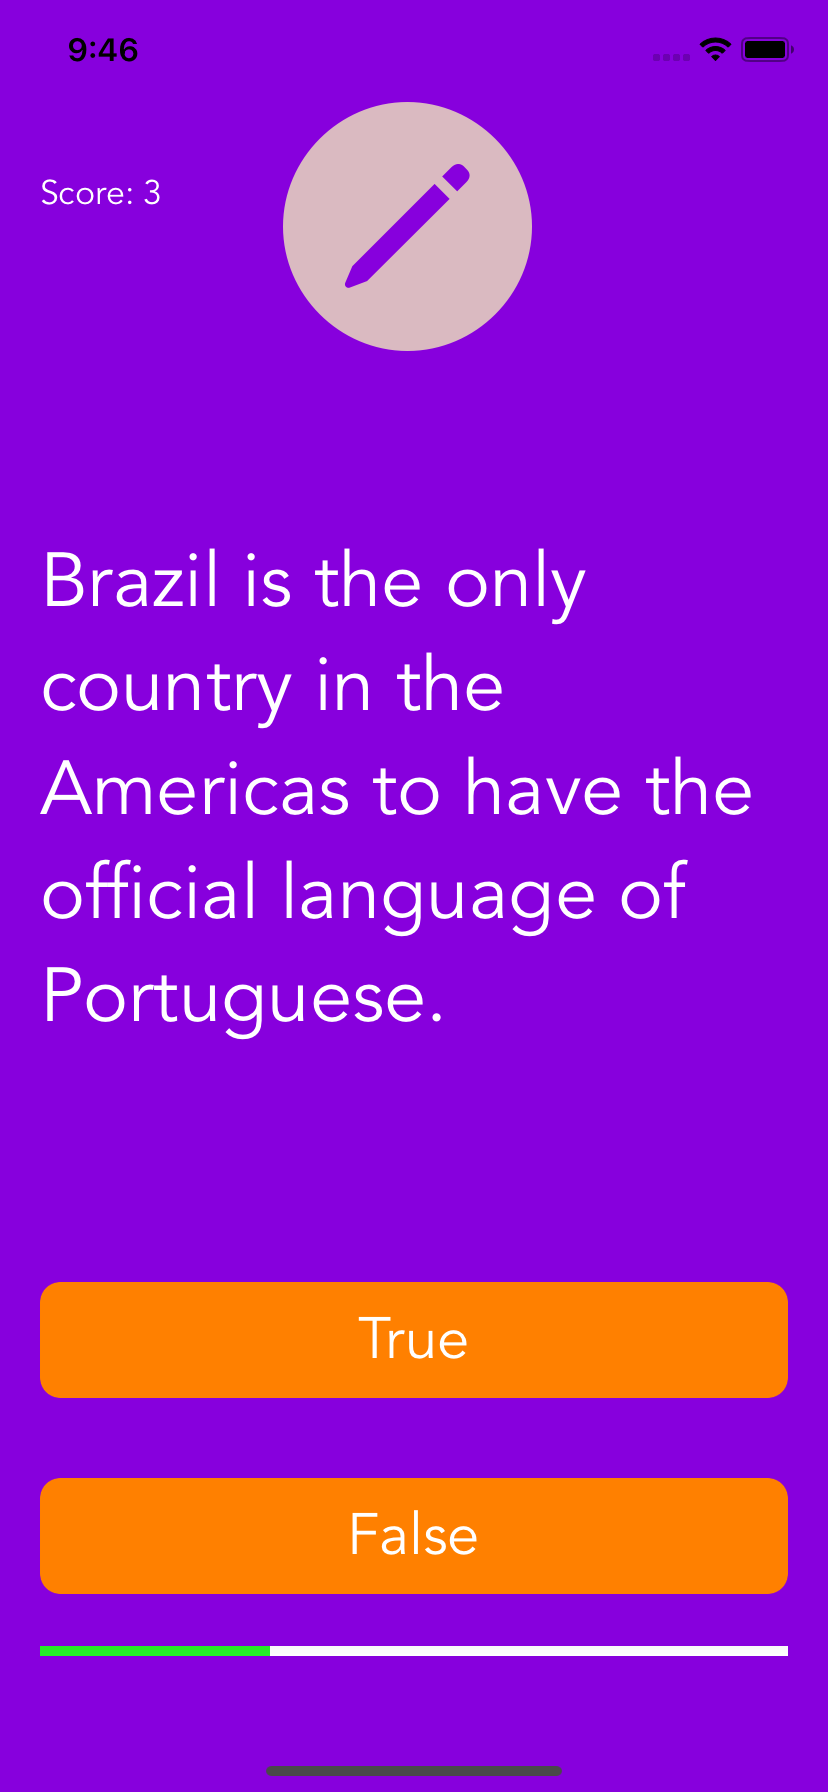 9:46
Score: 3
Brazil is the only
country in the
Americas to have the
official language of
Portuguese.
True
False